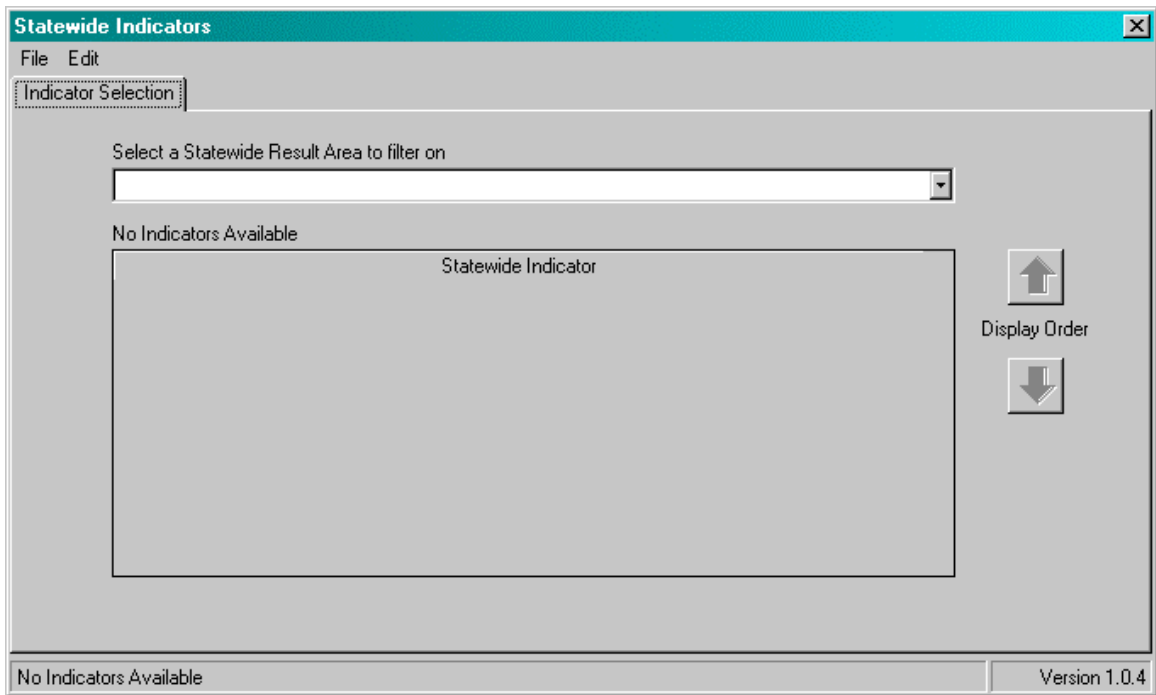 Statewide Indicators
File Edit
Indicator Selection
Select a Statewide Result Area to filter on
No Indicators Available
Statewide Indicator
Display Order
No Indicators Available
Version 1.0.4